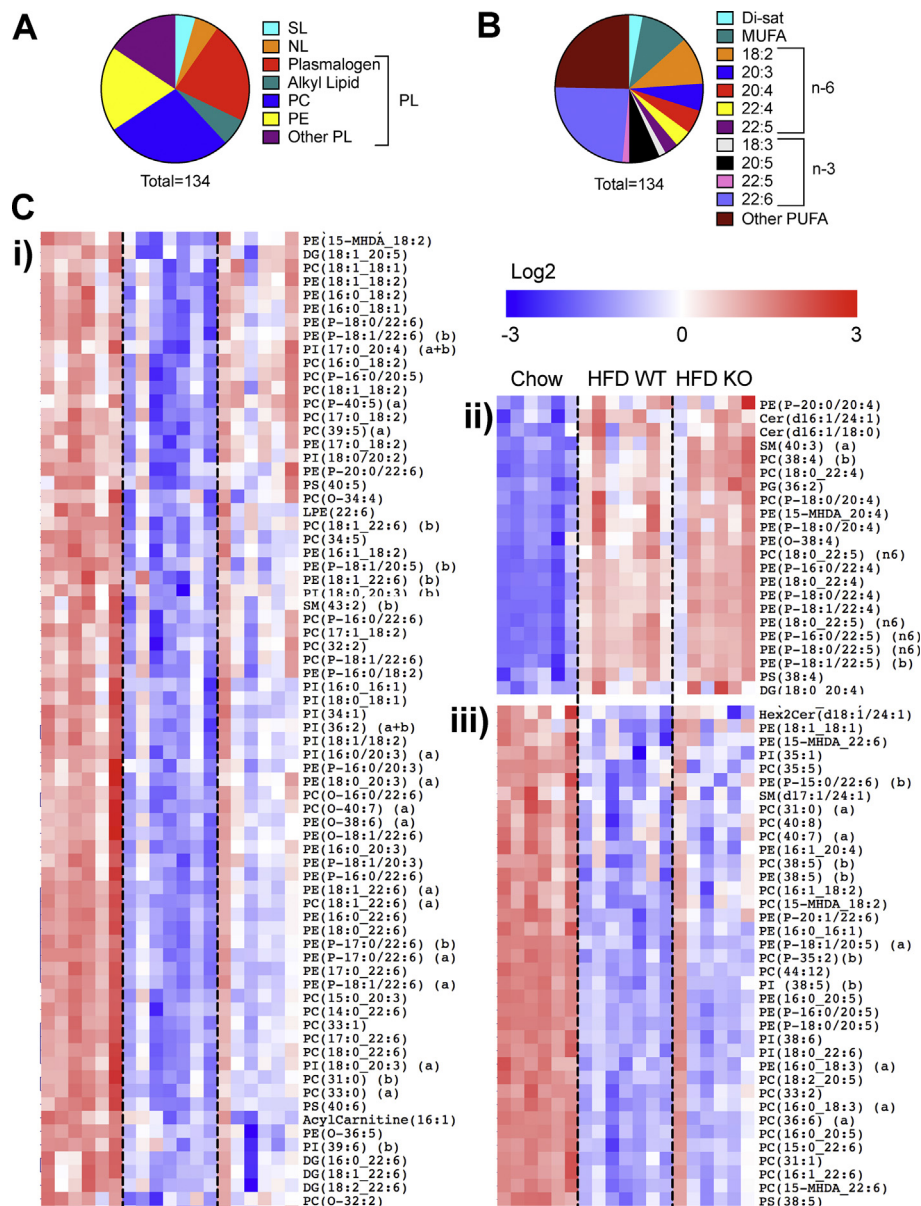 A
SL
NL
Plasmalogen
Alkyl Lipid
PC
PE
Other PL
PL
Total=134
B
Di-sat
MUFA
18:2
20:3
20:4
22:4
22:5
n-6
18:3
20:5
22:5
22:6
n-3
Other PUFA
Total=134
C
i)
PE(15-MHDA_18:2)
DG(18:1_20:5)
PC(18:1_18:1)
PE(18:1_18:2)
PE(16:0_18:2)
PE(16:0_18:1)
PE(P-18:0/22:6)
PE(P-18:1/22:6) (b)
PI(17:0_20:4) (a+b)
PC(16:0_18:2)
PC(P-16:0/20:5)
PC(18:1_18:2)
PC(P-40:5)(a)
PC(17:0_18:2)
PC(39:5)(a)
PE(17:0_18:2)
PI(18:0/20:2)
PE(P-20:0/22:6)
PS(40:5)
PC(O-34:4)
LPE(22:6)
PC(18:1_22:6) (b)
PC(34:5)
PE(16:1_18:2)
PE(P-18:1/20:5) (b)
PE(18:1_22:6) (b)
PI(18:0_20:3) (b)
SM(43:2) (b)
PC(P-16:0/22:6)
PC(17:1_18:2)
PC(32:2)
PC(P-18:1/22:6)
PE(P-16:0/18:2)
PI(16:0_16:1)
PI(18:0_18:1)
PI(34:1)
PI(36:2) (a+b)
PI(18:1/18:2)
PI(16:0/20:3) (a)
PE(P-16:0/20:3)
PE(18:0_20:3) (a)
PC(O-16:0/22:6)
PC(O-40:7) (a)
PE(O-38:6) (a)
PE(O-18:1/22:6)
PE(16:0_20:3)
PE(P-18:1/20:3)
PE(P-16:0/22:6)
PE(18:1_22:6) (a)
PC(18:1_22:6) (a)
PE(16:0_22:6)
PE(18:0_22:6)
PE(P-17:0/22:6) (b)
PE(P-17:0/22:6) (a)
PE(17:0_22:6)
PE(P-18:1/22:6) (a)
PC(15:0_20:3)
PC(14:0_22:6)
PC(33:1)
PC(17:0_22:6)
PC(18:0_22:6)
PI(18:0_20:3) (a)
PC(31:0) (b)
PC(33:0) (a)
PS(40:6)
AcylCarnitine(16:1)
PE(O-36:5)
PI(39:6) (b)
DG(16:0_22:6)
DG(18:1_22:6)
DG(18:2_22:6)
PC(O-32:2)
Log2
-3 0 3
Chow HFD WT HFD KO
ii)
PE(P-20:0/20:4)
Cer(d16:1/24:1)
Cer(d16:1/18:0)
SM(40:3) (a)
PC(38:4) (b)
PC(18:0_22:4)
PG(36:2)
PC(P-18:0/20:4)
PE(15-MHDA_20:4)
PE(P-18:0/20:4)
PE(O-38:4)
PC(18:0_22:5) (n6)
PE(P-16:0/22:4)
PE(18:0_22:4)
PE(P-18:0/22:4)
PE(P-18:1/22:4)
PE(18:0_22:5) (n6)
PE(P-16:0/22:5) (n6)
PE(P-18:0/22:5) (n6)
PE(P-18:1/22:5) (b)
PS(38:4)
DG(18:0_20:4)
iii)
Hex2Cer(d18:1/24:1)
PE(18:1_18:1)
PE(15-MHDA_22:6)
PI(35:1)
PC(35:5)
PE(P-15:0/22:6) (b)
SM(d17:1/24:1)
PC(31:0) (a)
PC(40:8)
PC(40:7) (a)
PE(16:1_20:4)
PC(38:5) (b)
PE(38:5) (b)
PC(16:1_18:2)
PC(15-MHDA_18:2)
PE(P-20:1/22:6)
PE(16:0_16:1)
PE(P-18:1/20:5) (a)
PC(P-35:2)(b)
PC(44:12)
PI (38:5) (b)
PE(16:0_20:5)
PE(P-16:0/20:5)
PE(P-18:0/20:5)
PI(38:6)
PI(18:0_22:6)
PE(16:0_18:3) (a)
PC(18:2_20:5)
PC(33:2)
PC(16:0_18:3) (a)
PC(36:6) (a)
PC(16:0_20:5)
PC(15:0_22:6)
PC(31:1)
PC(16:1_22:6)
PC(15-MHDA_22:6)
PS(38:5)